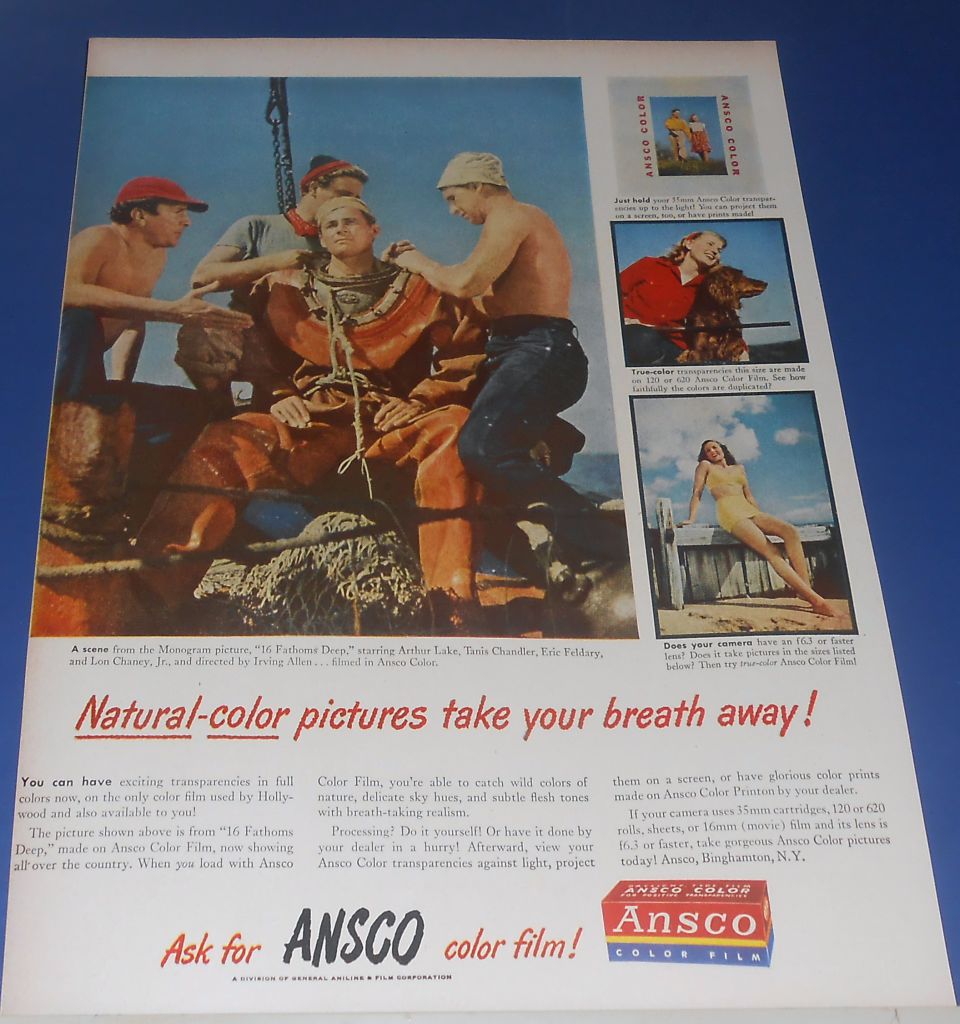 ANSCO COLOR
ANSCO COLOR
Just hold your 35mm Ansco Color transpar-
encies up to the light! You can project them
on a screen, too, or have prints made!
True-color transparencies this size are made
on 120 or 620 Ansco Color Film. See how
faithfully the colors are duplicated?
Does your camera have an f6.3 or faster
lens? Does it take pictures in the sizes listed
below? Then try true-color Ansco Color Film!
A scene from the Monogram picture, "16 Fathoms Deep," starring Arthur Lake, Tanis Chandler, Eric Feldary,
and Lon Chaney, Jr., and directed by Irving Allen . . . filmed in Ansco Color.
Natural-color pictures take your breath away!
You can have exciting transparencies in full
colors now, on the only color film used by Holly-
wood and also available to you!
The picture shown above is from "16 Fathoms
Deep," made on Ansco Color Film, now showing
all over the country. When you load with Ansco
Color Film, you're able to catch wild colors of
nature, delicate sky hues, and subtle flesh tones
with breath-taking realism.
Processing? Do it yourself! Or have it done by
your dealer in a hurry! Afterward, view your
Ansco Color transparencies against light, project
them on a screen, or have glorious color prints
made on Ansco Color Printon by your dealer.
If your camera uses 35mm cartridges, 120 or 620
rolls, sheets, or 16mm (movie) film and its lens is
f6.3 or faster, take gorgeous Ansco Color pictures
today! Ansco, Binghamton, N.Y.
Ask for ANSCO color film!
A DIVISION OF GENERAL ANILINE & FILM CORPORATION
ANSCO COLOR
FOR POSITIVE TRANSPARENCIES
Ansco
COLOR FILM